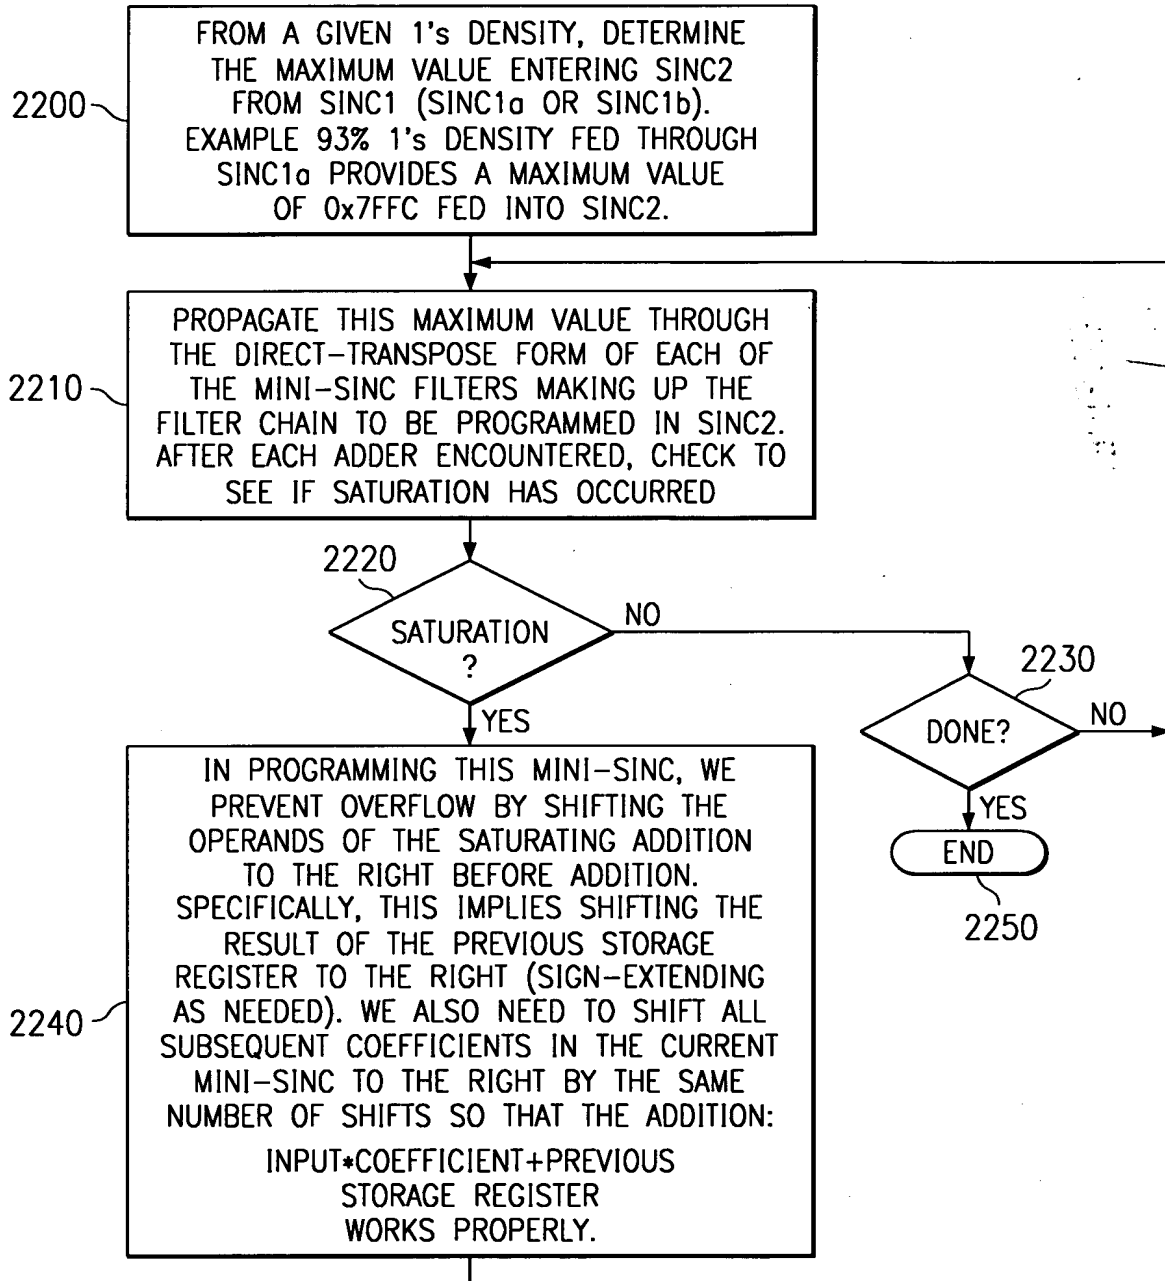 FROM A GIVEN 1's DENSITY, DETERMINE
THE MAXIMUM VALUE ENTERING SINC2
FROM SINC1 (SINC1a OR SINC1b).
EXAMPLE 93% 1's DENSITY FED THROUGH
SINC1a PROVIDES A MAXIMUM VALUE
OF 0x7FFC FED INTO SINC2.
2200
PROPAGATE THIS MAXIMUM VALUE THROUGH
THE DIRECT-TRANSPOSE FORM OF EACH OF
THE MINI-SINC FILTERS MAKING UP THE
FILTER CHAIN TO BE PROGRAMMED IN SINC2.
AFTER EACH ADDER ENCOUNTERED, CHECK TO
SEE IF SATURATION HAS OCCURRED
2210
2220
SATURATION
?
NO
YES
2230
DONE?
NO
YES
END
2250
IN PROGRAMMING THIS MINI-SINC, WE
PREVENT OVERFLOW BY SHIFTING THE
OPERANDS OF THE SATURATING ADDITION
TO THE RIGHT BEFORE ADDITION.
SPECIFICALLY, THIS IMPLIES SHIFTING THE
RESULT OF THE PREVIOUS STORAGE
REGISTER TO THE RIGHT (SIGN-EXTENDING
AS NEEDED). WE ALSO NEED TO SHIFT ALL
SUBSEQUENT COEFFICIENTS IN THE CURRENT
MINI-SINC TO THE RIGHT BY THE SAME
NUMBER OF SHIFTS SO THAT THE ADDITION:
INPUT*COEFFICIENT+PREVIOUS
STORAGE REGISTER
WORKS PROPERLY.
2240